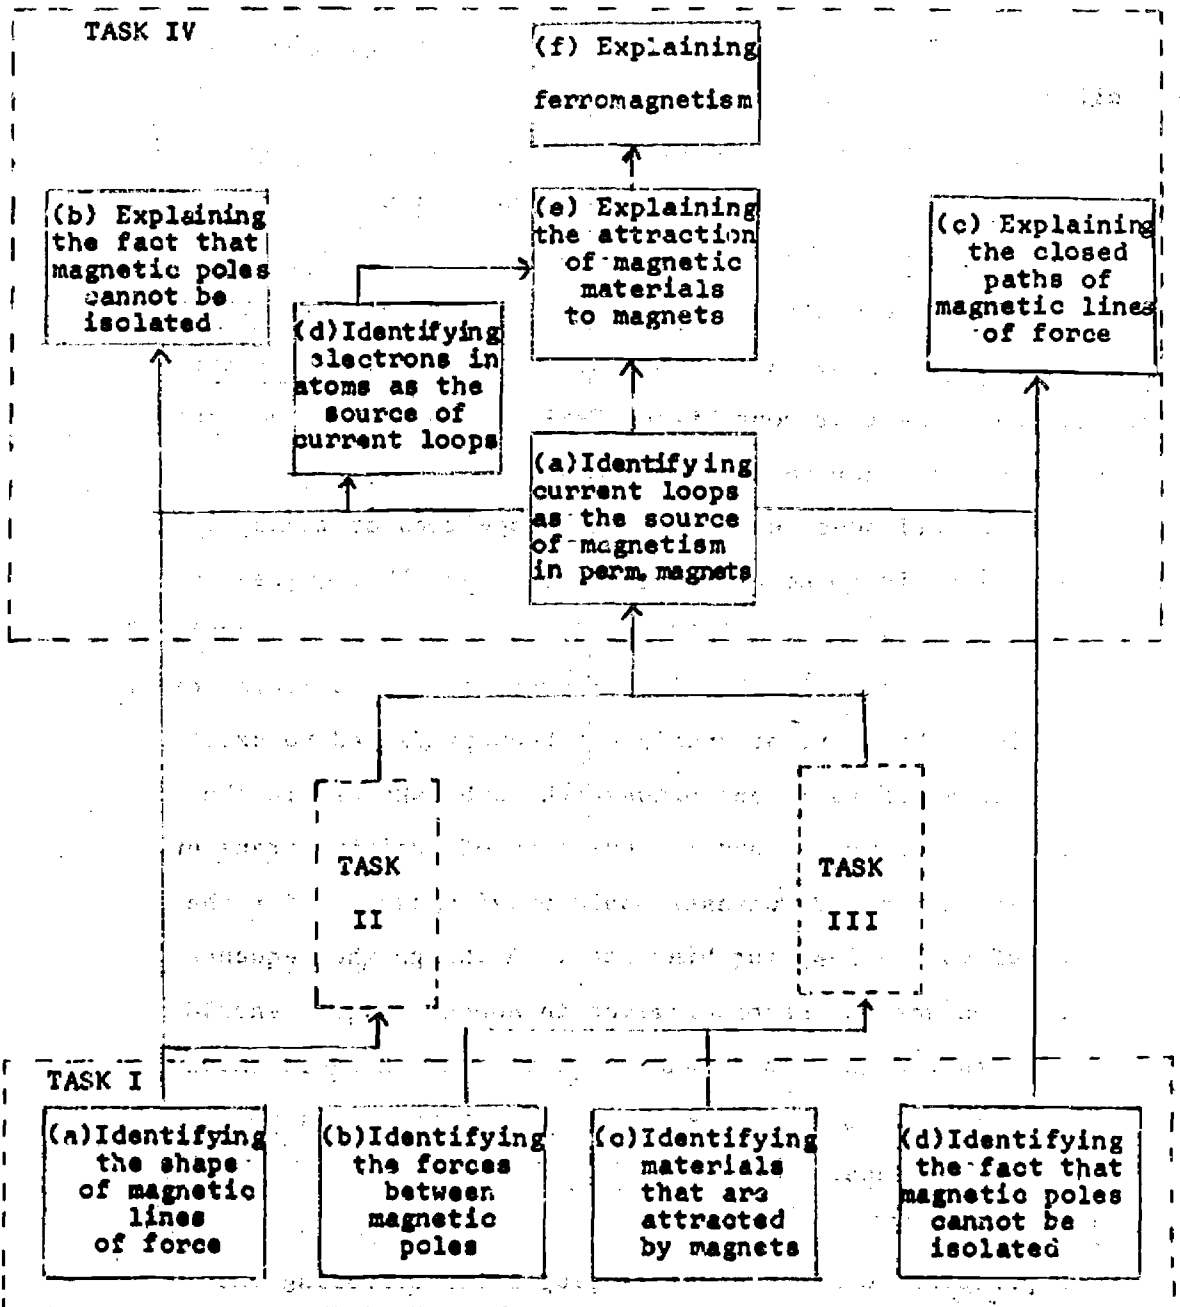 TASK IV
(f) Explaining
ferromagnetism
(b) Explaining
the fact that
magnetic poles
cannot be
isolated
(e) Explaining
the attraction
of magnetic
materials
to magnets
(c) Explaining
the closed
paths of
magnetic lines
of force
(d)Identifying
electrons in
atoms as the
source of
current loops
(a)Identifying
current loops
as the source
of magnetism
in perm. magnets
TASK
II
TASK
III
TASK I
(a)Identifying
the shape
of magnetic
lines
of force
(b)Identifying
the forces
between
magnetic
poles
(c)Identifying
materials
that are
attracted
by magnets
(d)Identifying
the fact that
magnetic poles
cannot be
isolated